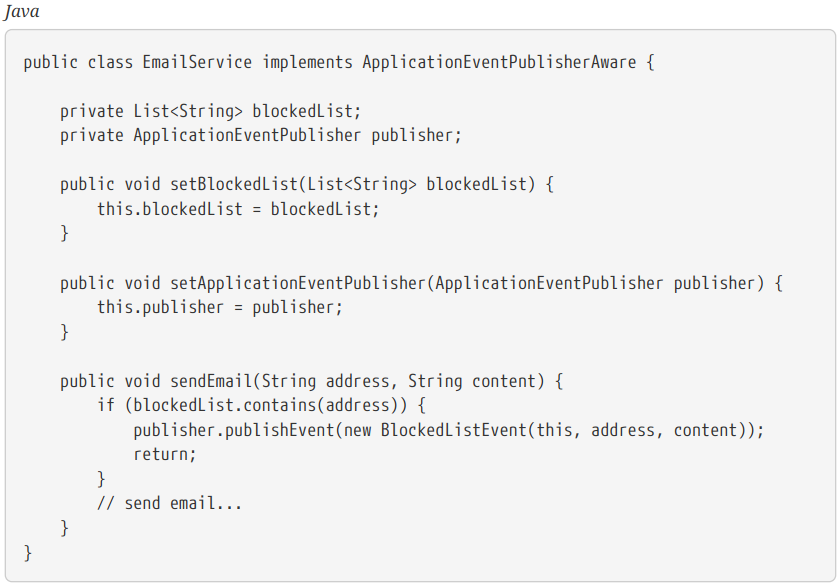 Java
public class EmailService implements ApplicationEventPublisherAware {
    private List<String> blockedList;
    private ApplicationEventPublisher publisher;
    public void setBlockedList(List<String> blockedList) {
        this.blockedList = blockedList;
    }
    public void setApplicationEventPublisher(ApplicationEventPublisher publisher) {
        this.publisher = publisher;
    }
    public void sendEmail(String address, String content) {
        if (blockedList.contains(address)) {
            publisher.publishEvent(new BlockedListEvent(this, address, content));
            return;
        }
        // send email...
    }
}